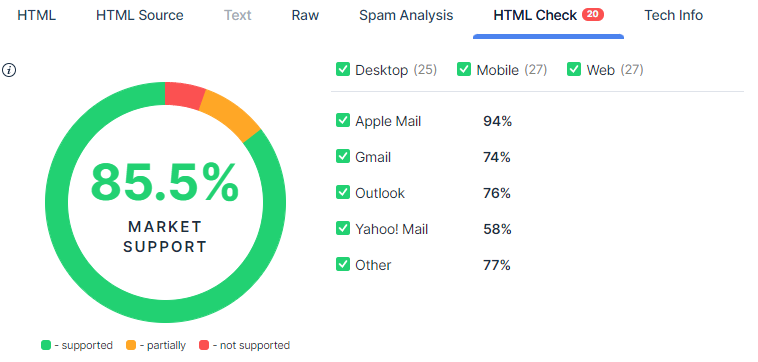 HTML HTML Source Text Raw Spam Analysis HTML Check 20 Tech Info
Desktop (25) Mobile (27) Web (27)
85.5%
MARKET
SUPPORT
- supported - partially - not supported
Apple Mail 94%
Gmail 74%
Outlook 76%
Yahoo! Mail 58%
Other 77%